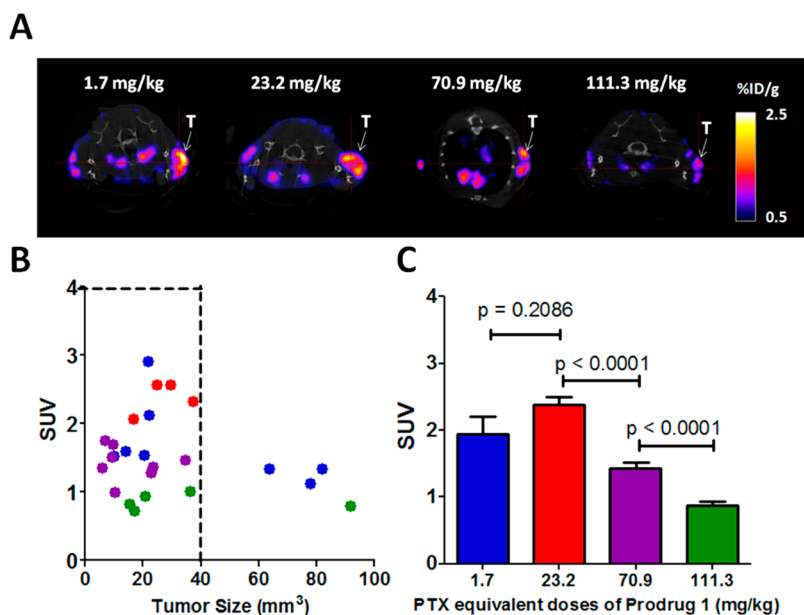 A
1.7 mg/kg 23.2 mg/kg 70.9 mg/kg 111.3 mg/kg %ID/g
T T T T 2.5
0.5
B C
4 4
3 3
2 2
1 1
0 0
SUV SUV
p = 0.2086
p < 0.0001
p < 0.0001
0 20 40 60 80 100 1.7 23.2 70.9 111.3
Tumor Size (mm³) PTX equivalent doses of Prodrug 1 (mg/kg)